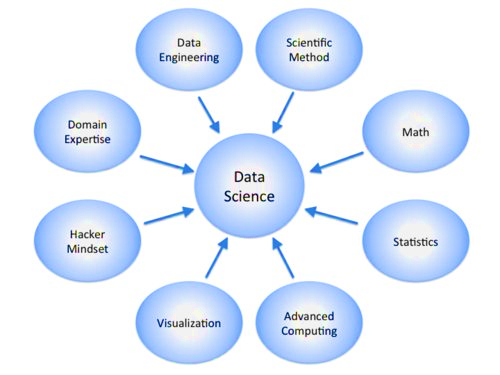 Data
Engineering
Scientific
Method
Domain
Expertise
Math
Data
Science
Hacker
Mindset
Statistics
Visualization
Advanced
Computing